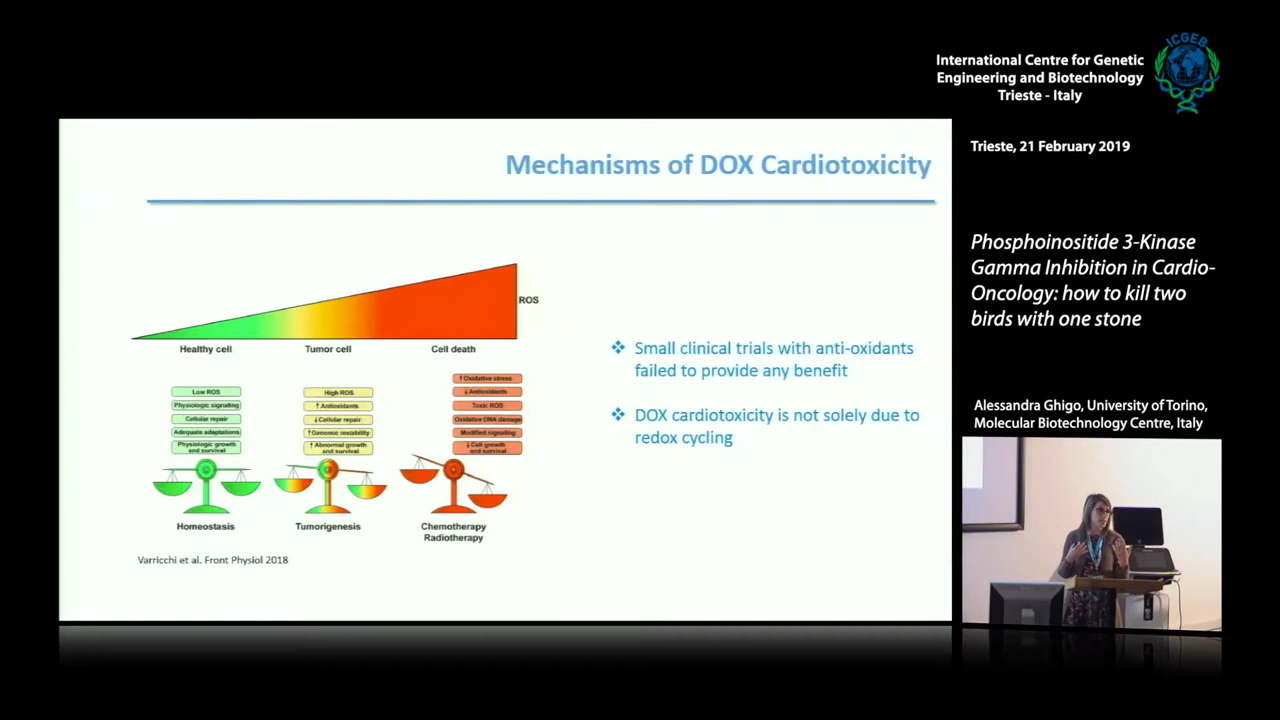 International Centre for Genetic
Engineering and Biotechnology
Trieste - Italy
ICGEB
Trieste, 21 February 2019
Phosphoinositide 3-Kinase
Gamma Inhibition in Cardio-
Oncology: how to kill two
birds with one stone
Alessandra Ghigo, University of Torino,
Molecular Biotechnology Centre, Italy
Mechanisms of DOX Cardiotoxicity
ROS
Healthy cell
Tumor cell
Cell death
Low ROS
Physiologic signaling
Cellular repair
Adequate adaptations
Physiologic growth
and survival
High ROS
↑ Antioxidants
↓ Cellular repair
↑ Genomic instability
↑ Abnormal growth
and survival
↑ Oxidative stress
↓ Antioxidants
Toxic ROS
Oxidative DNA damage
Modified signaling
↓ Cell growth
and survival
Homeostasis
Tumorigenesis
Chemotherapy
Radiotherapy
Varricchi et al. Front Physiol 2018
❖ Small clinical trials with anti-oxidants
failed to provide any benefit
❖ DOX cardiotoxicity is not solely due to
redox cycling